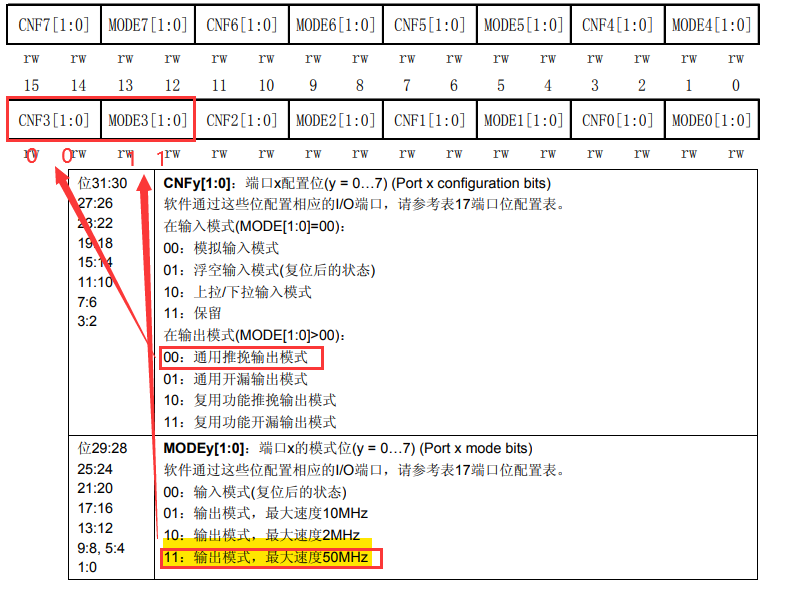 CNF7[1:0] MODE7[1:0] CNF6[1:0] MODE6[1:0] CNF5[1:0] MODE5[1:0] CNF4[1:0] MODE4[1:0]
rw rw rw rw rw rw rw rw rw rw rw rw rw rw rw rw
15 14 13 12 11 10 9 8 7 6 5 4 3 2 1 0
CNF3[1:0] MODE3[1:0] CNF2[1:0] MODE2[1:0] CNF1[1:0] MODE1[1:0] CNF0[1:0] MODE0[1:0]
rw rw rw rw rw rw rw rw rw rw rw rw rw rw rw rw
0 0 1 1
位31:30
27:26
23:22
19:18
15:14
11:10
7:6
3:2
CNFy[1:0]：端口x配置位(y = 0…7) (Port x configuration bits)
软件通过这些位配置相应的I/O端口，请参考表17端口位配置表。
在输入模式(MODE[1:0]=00)：
00：模拟输入模式
01：浮空输入模式(复位后的状态)
10：上拉/下拉输入模式
11：保留
在输出模式(MODE[1:0]>00)：
00：通用推挽输出模式
01：通用开漏输出模式
10：复用功能推挽输出模式
11：复用功能开漏输出模式
位29:28
25:24
21:20
17:16
13:12
9:8, 5:4
1:0
MODEy[1:0]：端口x的模式位(y = 0…7) (Port x mode bits)
软件通过这些位配置相应的I/O端口，请参考表17端口位配置表。
00：输入模式(复位后的状态)
01：输出模式，最大速度10MHz
10：输出模式，最大速度2MHz
11：输出模式，最大速度50MHz